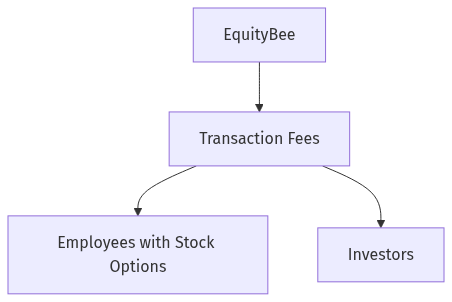 EquityBee
Transaction Fees
Employees with Stock
Options
Investors